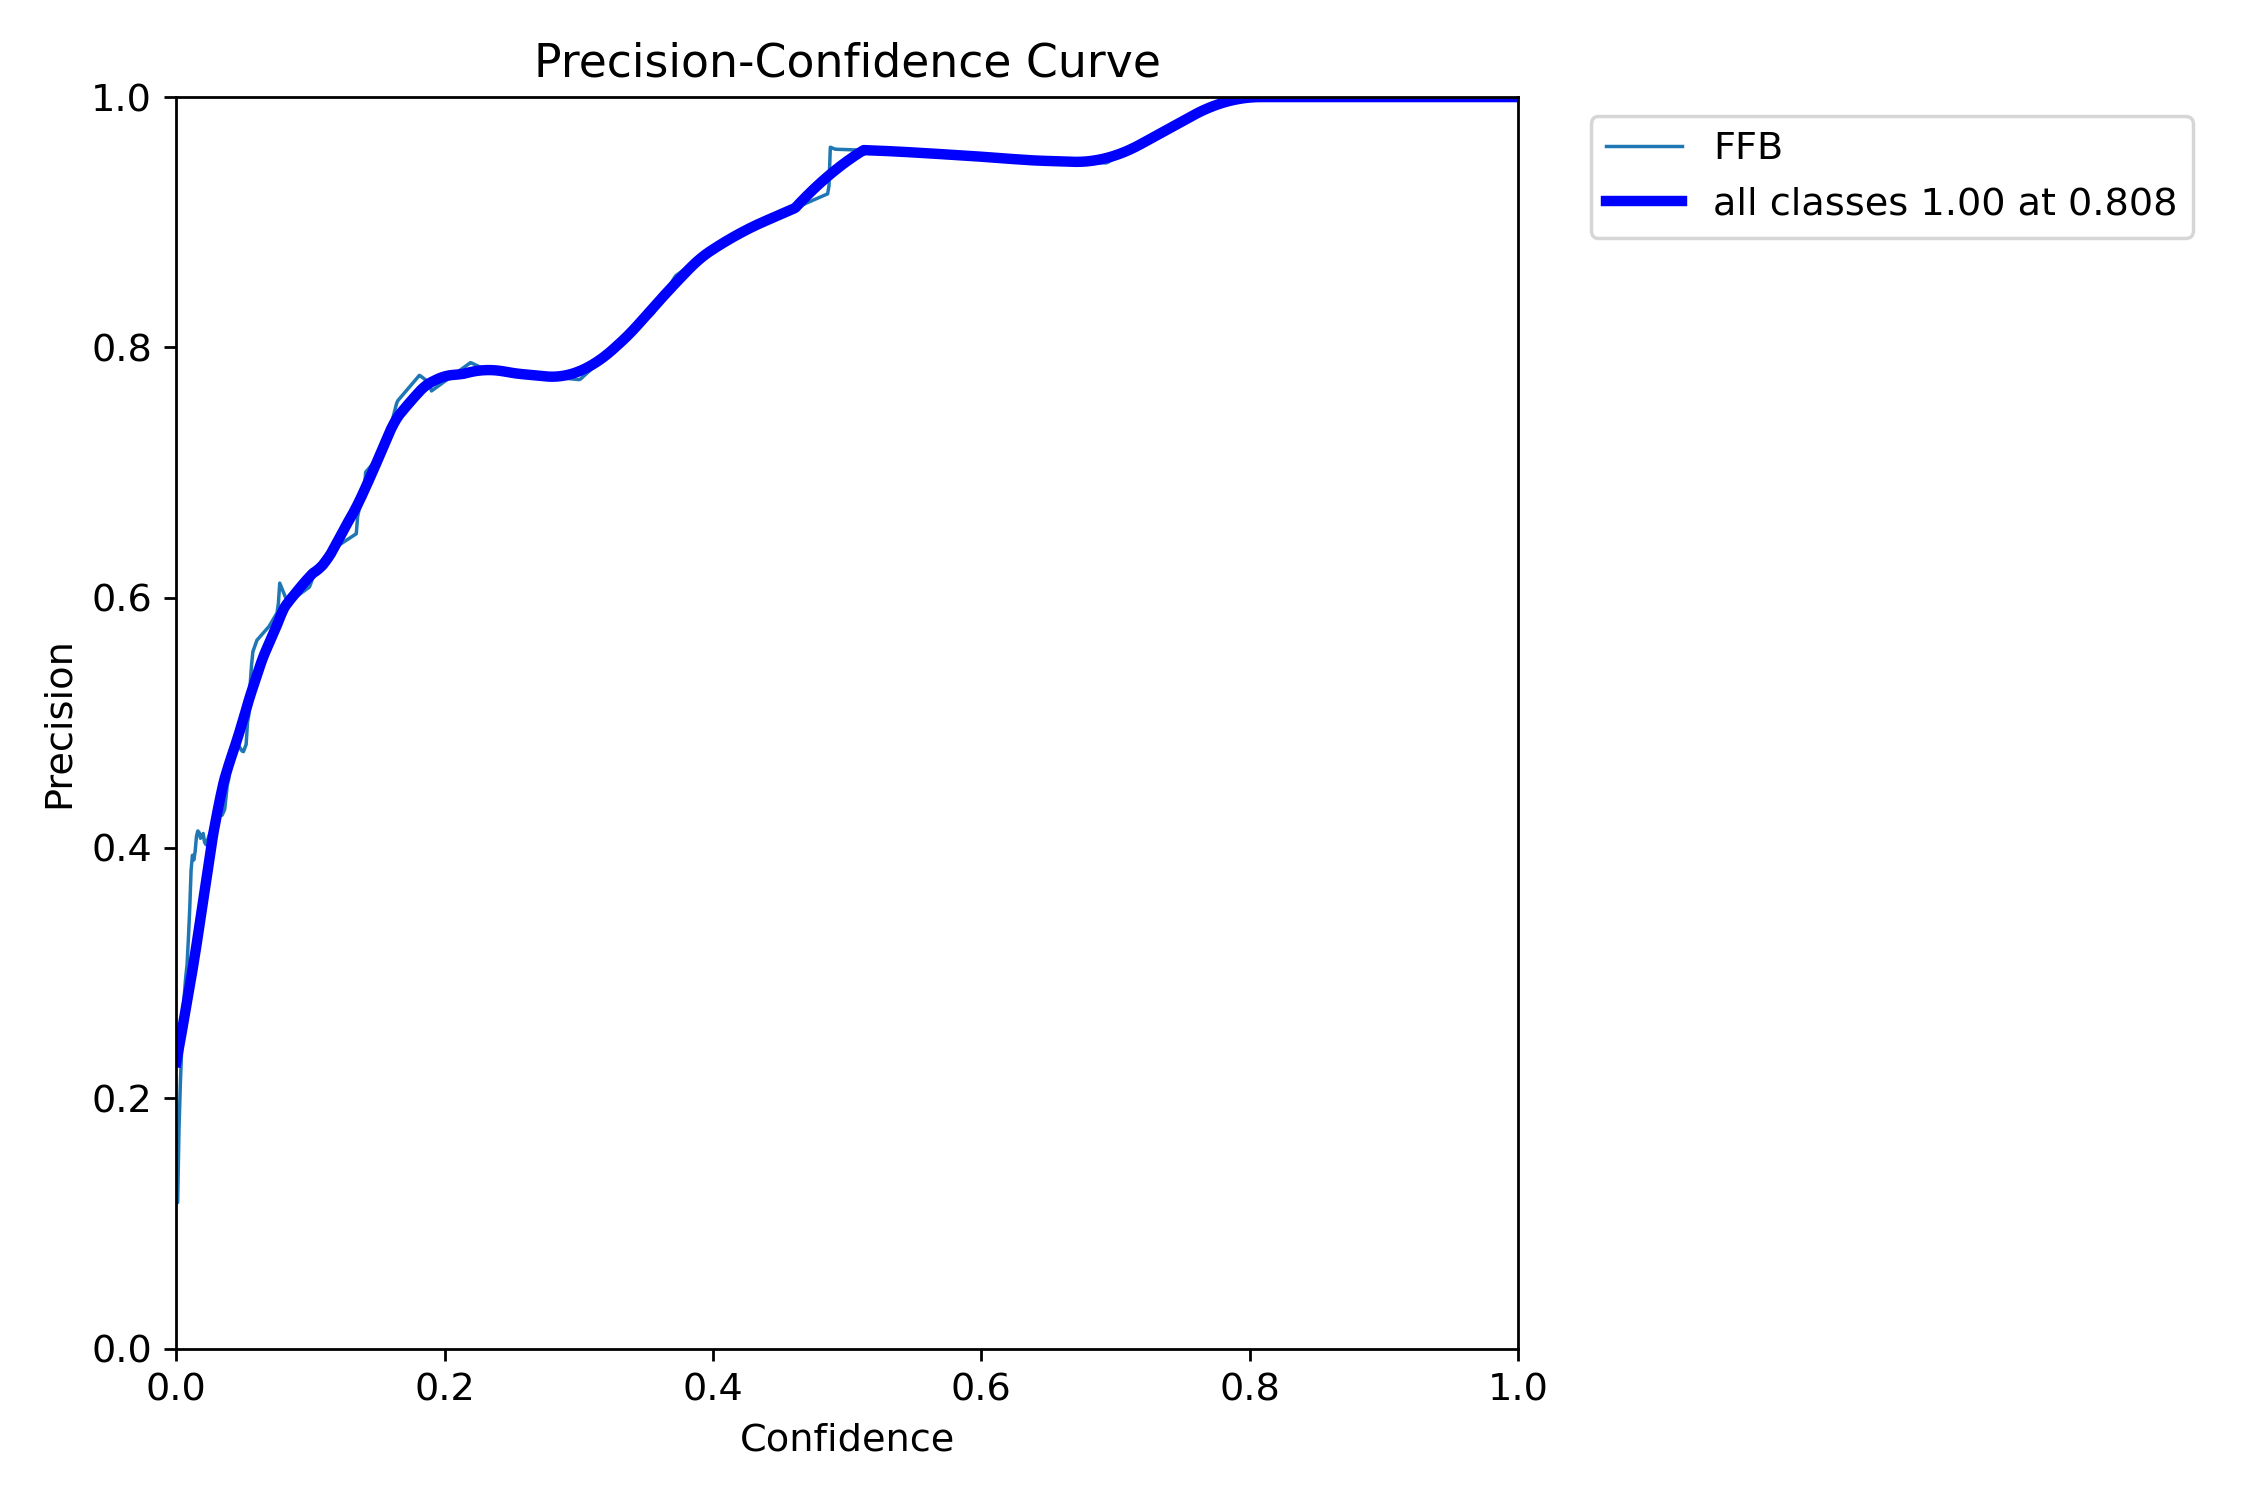 Precision-Confidence Curve
1.0
0.8
0.6
0.4
0.2
0.0
Precision
0.0 0.2 0.4 0.6 0.8 1.0
Confidence
FFB
all classes 1.00 at 0.808